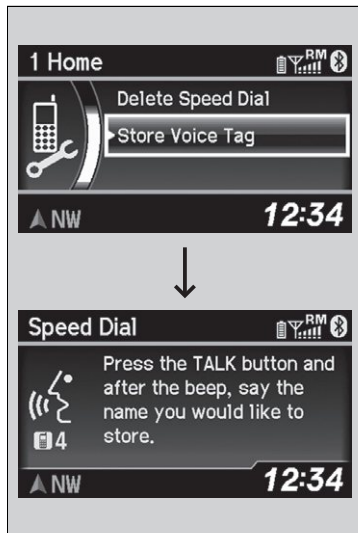 1 Home
RM
Delete Speed Dial
Store Voice Tag
NW
12:34
Speed Dial
RM
Press the TALK button and
after the beep, say the
name you would like to
store.
4
NW
12:34